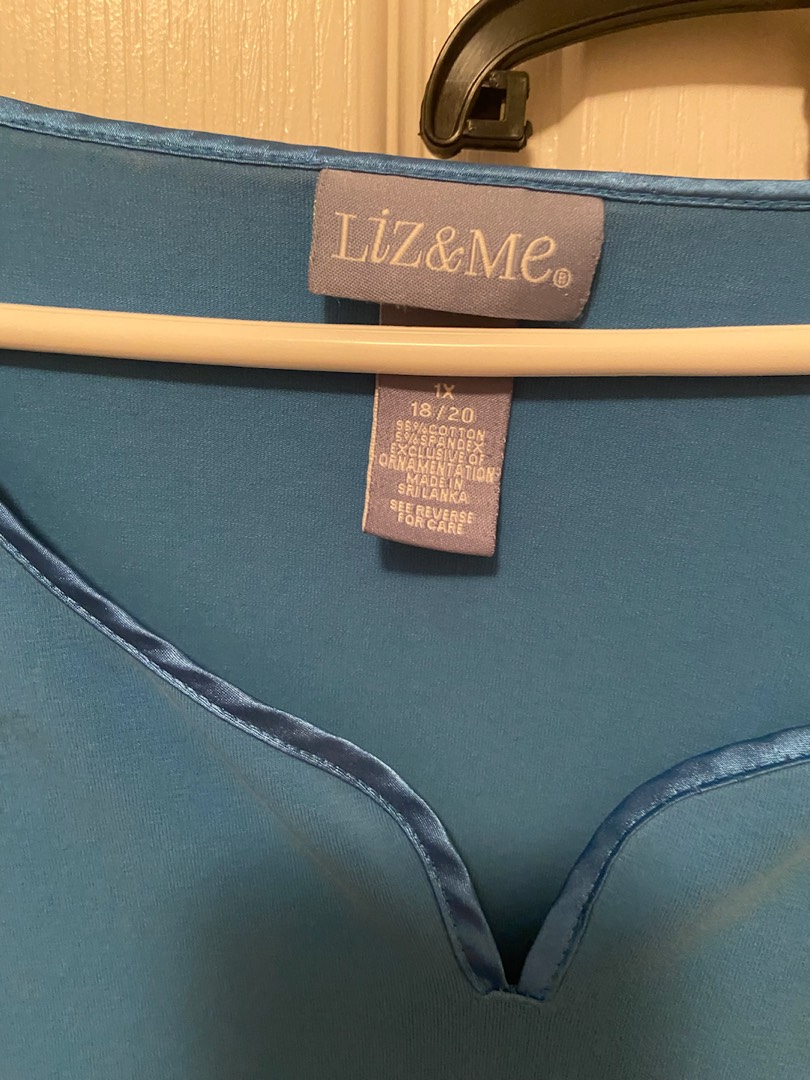 LiZ&Me®
1X
18/20
95%COTTON
5%SPANDEX
EXCLUSIVE OF
ORNAMENTATION
MADE IN
SRI LANKA
SEE REVERSE
FOR CARE